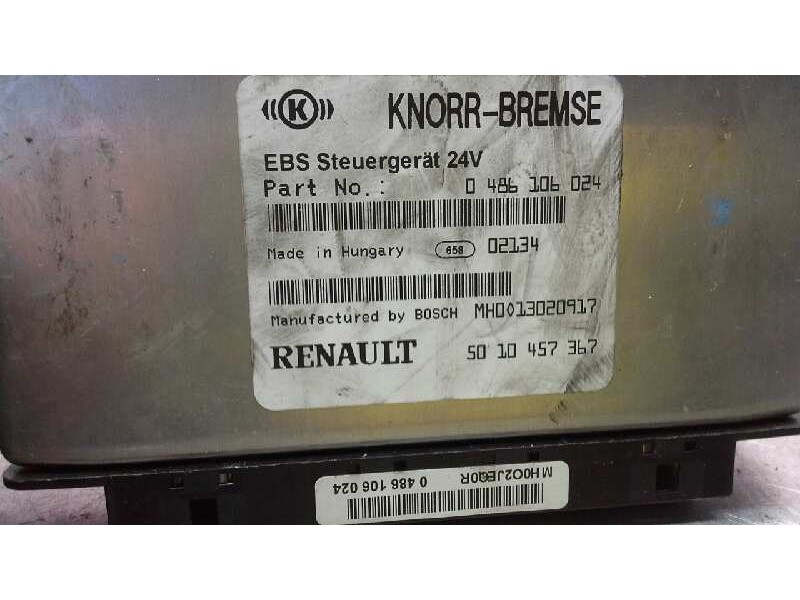 K KNORR-BREMSE
EBS Steuergerät 24V
Part No.: 0 486 106 024
Made in Hungary 658 02134
Manufactured by BOSCH MH0013020917
RENAULT 50 10 457 367
MH0O2JEQ0R
0 486 106 024